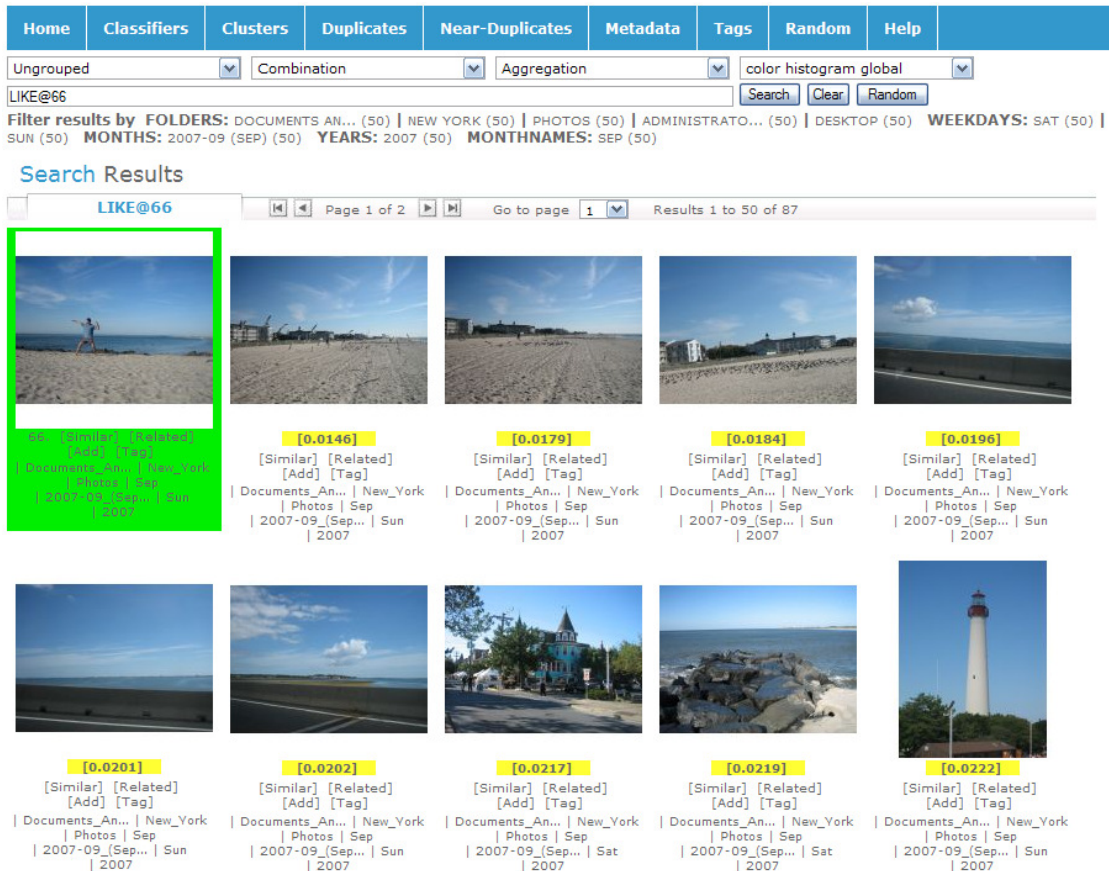 Home Classifiers Clusters Duplicates Near-Duplicates Metadata Tags Random Help
Ungrouped Combination Aggregation color histogram global
LIKE@66 Search Clear Random
Filter results by FOLDERS: DOCUMENTS AN... (50) | NEW YORK (50) | PHOTOS (50) | ADMINISTRATO... (50) | DESKTOP (50) WEEKDAYS: SAT (50) |
SUN (50) MONTHS: 2007-09 (SEP) (50) YEARS: 2007 (50) MONTHNAMES: SEP (50)
Search Results
LIKE@66 Page 1 of 2 Go to page 1 Results 1 to 50 of 87
66. [Similar] [Related]
[Add] [Tag]
| Documents_An... | New_York
| Photos | Sep
| 2007-09_(Sep... | Sun
| 2007
[0.0146]
[Similar] [Related]
[Add] [Tag]
| Documents_An... | New_York
| Photos | Sep
| 2007-09_(Sep... | Sun
| 2007
[0.0179]
[Similar] [Related]
[Add] [Tag]
| Documents_An... | New_York
| Photos | Sep
| 2007-09_(Sep... | Sun
| 2007
[0.0184]
[Similar] [Related]
[Add] [Tag]
| Documents_An... | New_York
| Photos | Sep
| 2007-09_(Sep... | Sun
| 2007
[0.0196]
[Similar] [Related]
[Add] [Tag]
| Documents_An... | New_York
| Photos | Sep
| 2007-09_(Sep... | Sun
| 2007
[0.0201]
[Similar] [Related]
[Add] [Tag]
| Documents_An... | New_York
| Photos | Sep
| 2007-09_(Sep... | Sun
| 2007
[0.0202]
[Similar] [Related]
[Add] [Tag]
| Documents_An... | New_York
| Photos | Sep
| 2007-09_(Sep... | Sun
| 2007
[0.0217]
[Similar] [Related]
[Add] [Tag]
| Documents_An... | New_York
| Photos | Sep
| 2007-09_(Sep... | Sat
| 2007
[0.0219]
[Similar] [Related]
[Add] [Tag]
| Documents_An... | New_York
| Photos | Sep
| 2007-09_(Sep... | Sat
| 2007
[0.0222]
[Similar] [Related]
[Add] [Tag]
| Documents_An... | New_York
| Photos | Sep
| 2007-09_(Sep... | Sun
| 2007